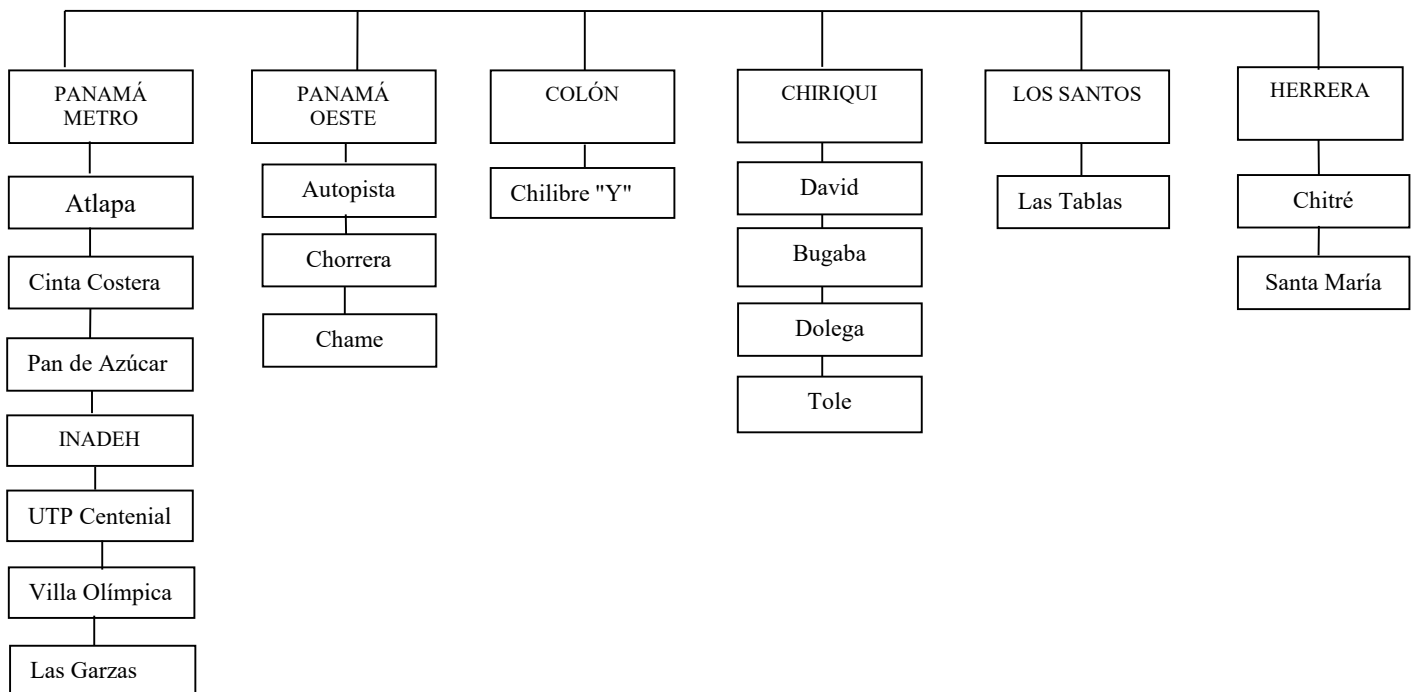 PANAMÁ
METRO
Atlapa
Cinta Costera
Pan de Azúcar
INADEH
UTP Centenial
Villa Olímpica
Las Garzas
PANAMÁ
OESTE
Autopista
Chorrera
Chame
COLÓN
Chilibre "Y"
CHIRIQUI
David
Bugaba
Dolega
Tole
LOS SANTOS
Las Tablas
HERRERA
Chitré
Santa María